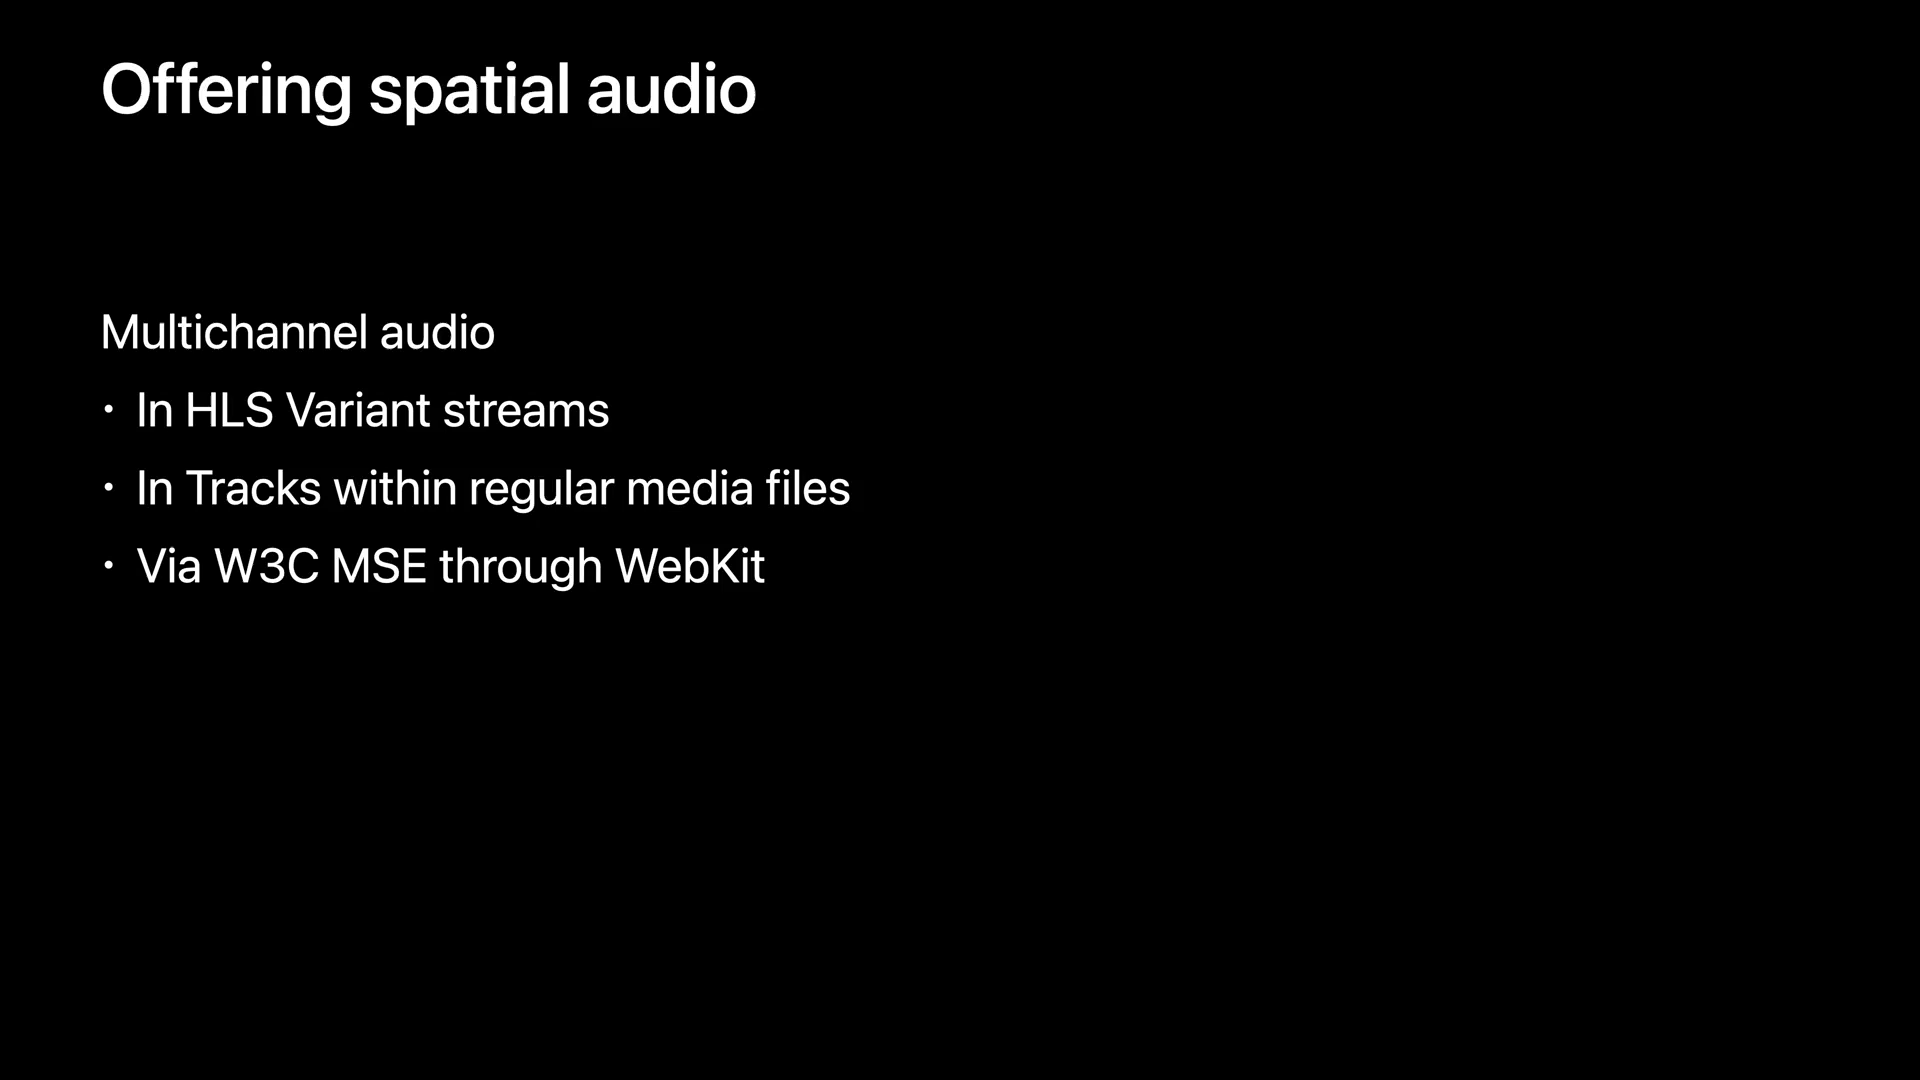 Offering spatial audio
Multichannel audio
• In HLS Variant streams
• In Tracks within regular media files
• Via W3C MSE through WebKit